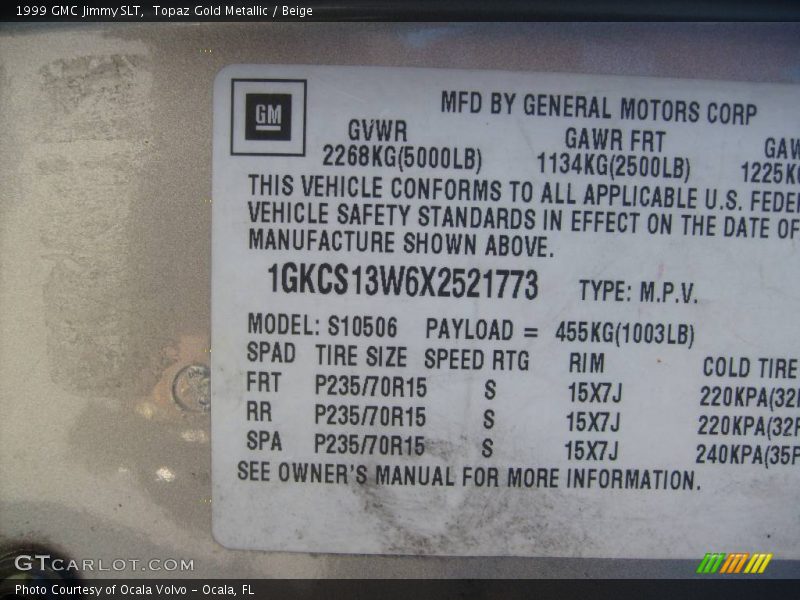 1999 GMC Jimmy SLT,  Topaz Gold Metallic / Beige
GM
MFD BY GENERAL MOTORS CORP
GVWR GAWR FRT
2268KG(5000LB) 1134KG(2500LB)
THIS VEHICLE CONFORMS TO ALL APPLICABLE U.S.
VEHICLE SAFETY STANDARDS IN EFFECT ON THE DATE OF
MANUFACTURE SHOWN ABOVE.
1GKCS13W6X2521773 TYPE: M.P.V.
MODEL: S10506 PAYLOAD = 455KG(1003LB)
SPAD TIRE SIZE SPEED RTG RIM COLD TIRE
FRT P235/70R15 S 15X7J 220KPA(32
RR P235/70R15 S 15X7J 220KPA(32
SPA P235/70R15 S 15X7J 240KPA(35
SEE OWNER'S MANUAL FOR MORE INFORMATION.
GTCARLOT.COM
Photo Courtesy of Ocala Volvo - Ocala, FL